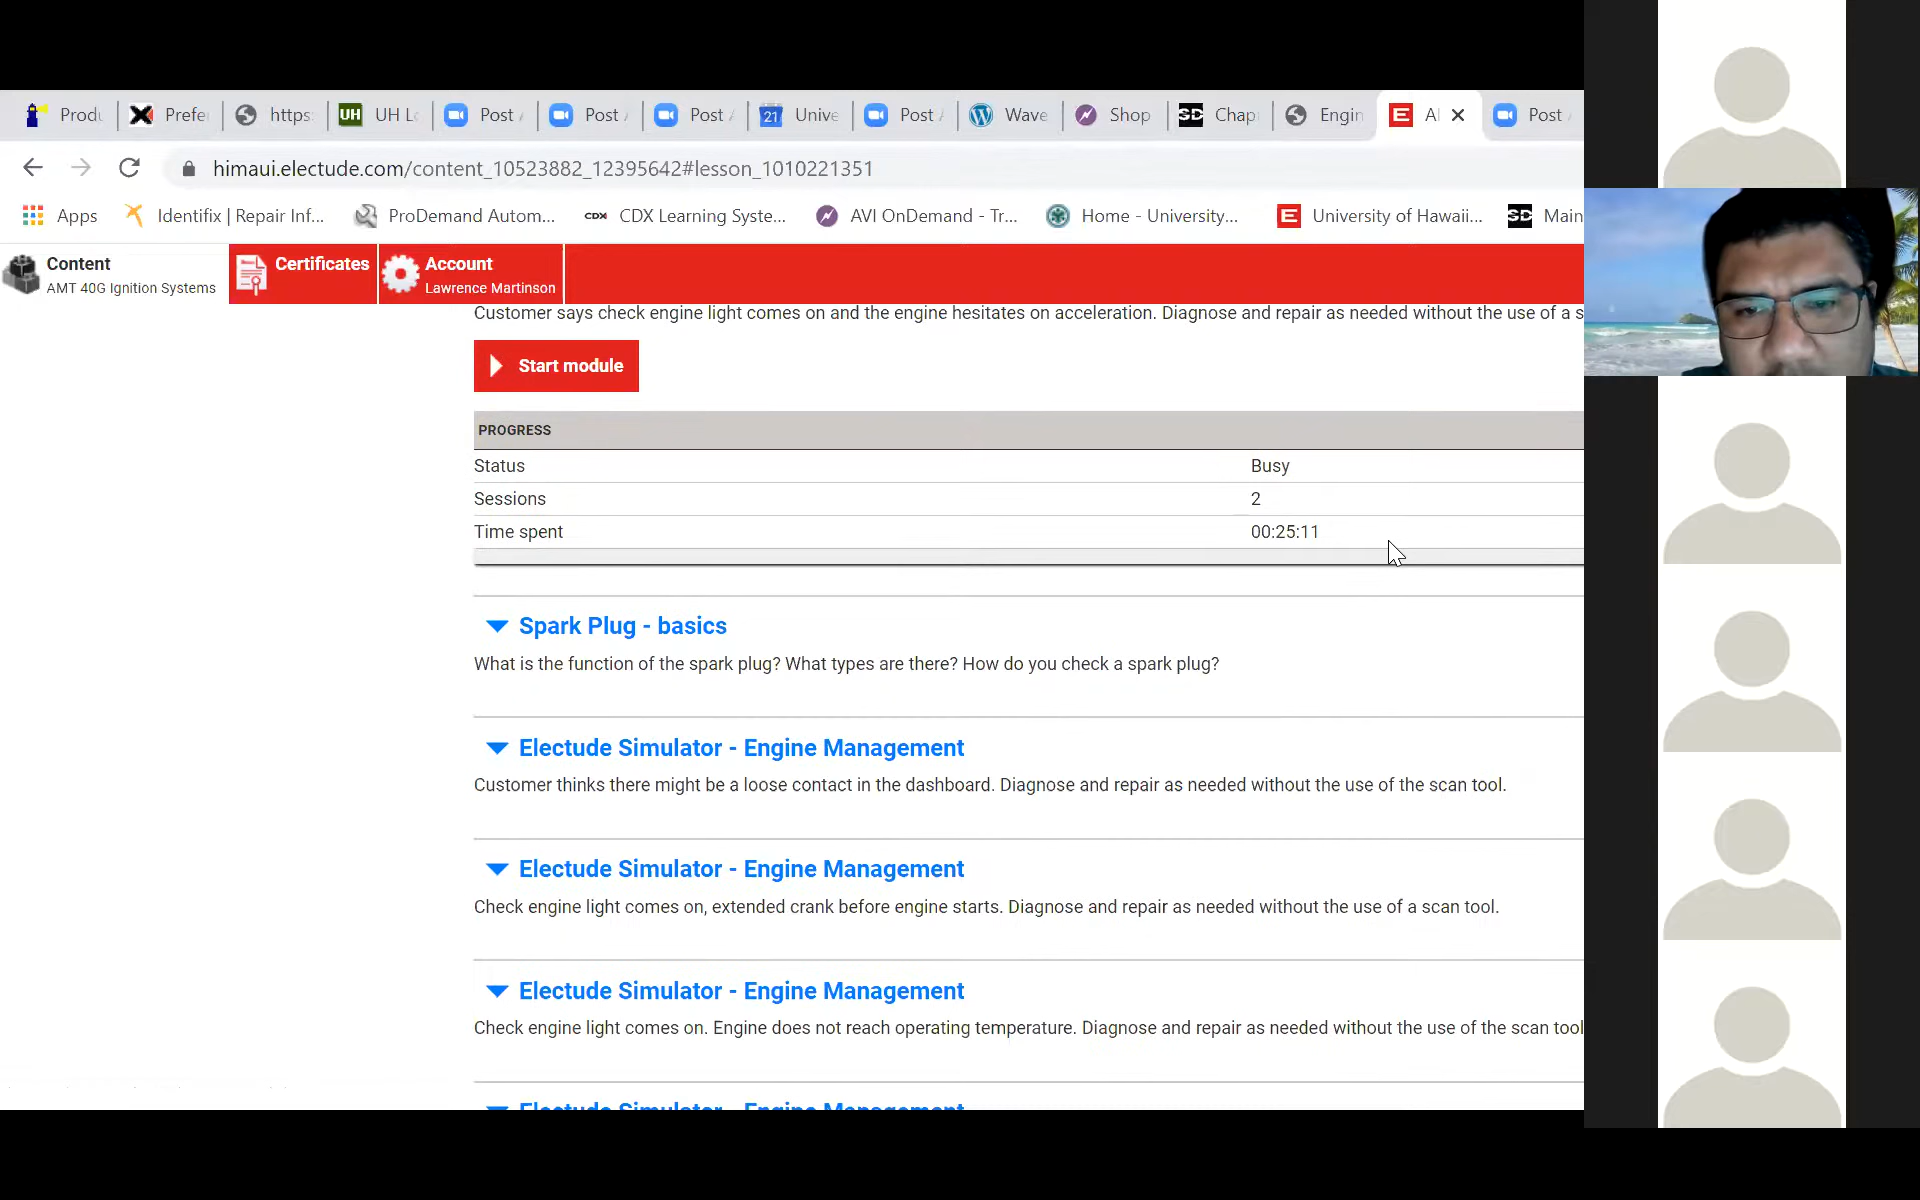 Produ
Prefe
https:
UH
UH Lo
Post
Post
Post
21
Unive
Post
Wave
Shop
SD
Chap
Engin
E
Al
Post
himaui.electude.com/content_10523882_12395642#lesson_1010221351
Apps
Identifix | Repair Inf...
ProDemand Autom...
CDX
CDX Learning Syste...
AVI OnDemand - Tr...
Home - University...
E
University of Hawaii...
SD
Main
Content
AMT 40G Ignition Systems
Certificates
Account
Lawrence Martinson
Customer says check engine light comes on and the engine hesitates on acceleration. Diagnose and repair as needed without the use of a s
Start module
PROGRESS
Status Busy
Sessions 2
Time spent 00:25:11
Spark Plug - basics
What is the function of the spark plug? What types are there? How do you check a spark plug?
Electude Simulator - Engine Management
Customer thinks there might be a loose contact in the dashboard. Diagnose and repair as needed without the use of the scan tool.
Electude Simulator - Engine Management
Check engine light comes on, extended crank before engine starts. Diagnose and repair as needed without the use of a scan tool.
Electude Simulator - Engine Management
Check engine light comes on. Engine does not reach operating temperature. Diagnose and repair as needed without the use of the scan tool
Electude Simulator - Engine Management